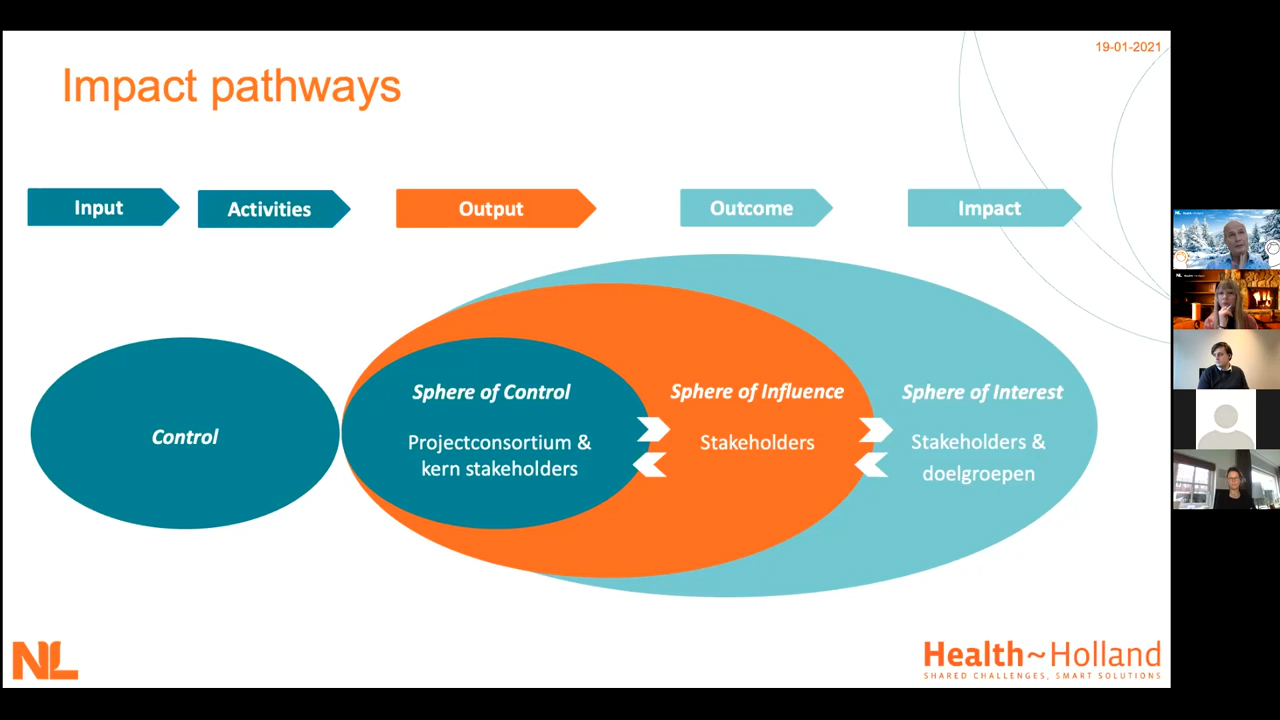 19-01-2021
Impact pathways
Input
Activities
Output
Outcome
Impact
Control
Sphere of Control
Projectconsortium &
kern stakeholders
Sphere of Influence
Stakeholders
Sphere of Interest
Stakeholders &
doelgroepen
NL
Health~Holland
SHARED CHALLENGES, SMART SOLUTIONS